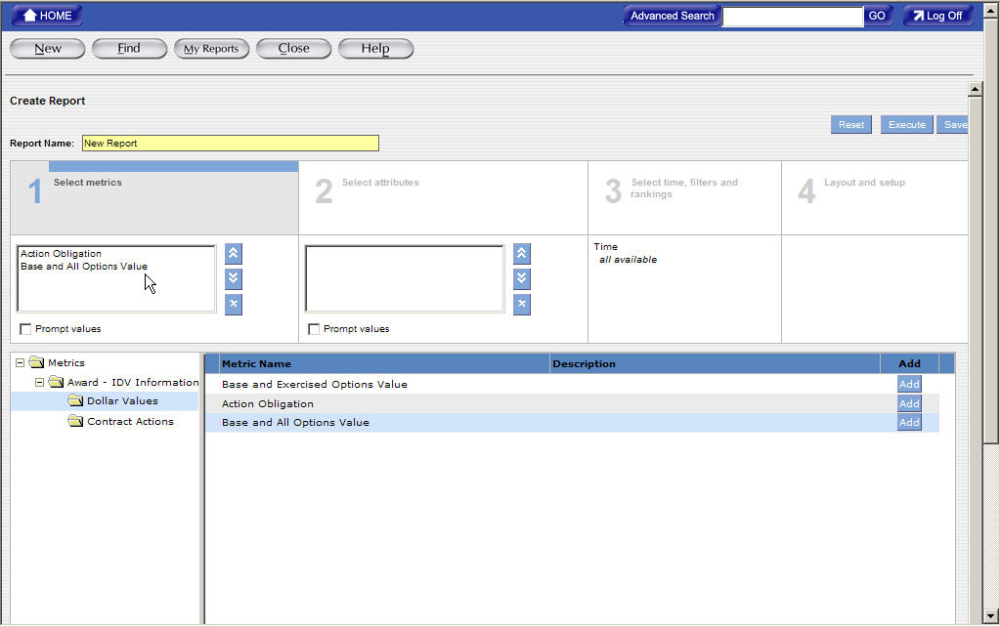 HOME Advanced Search GO Log Off
New Find My Reports Close Help
Create Report
Reset Execute Save
Report Name: New Report
1 Select metrics 2 Select attributes 3 Select time, filters and rankings 4 Layout and setup
Action Obligation
Base and All Options Value
Prompt values
Prompt values
Time
all available
Metrics
Award - IDV Information
Dollar Values
Contract Actions
Metric Name Description Add
Base and Exercised Options Value Add
Action Obligation Add
Base and All Options Value Add